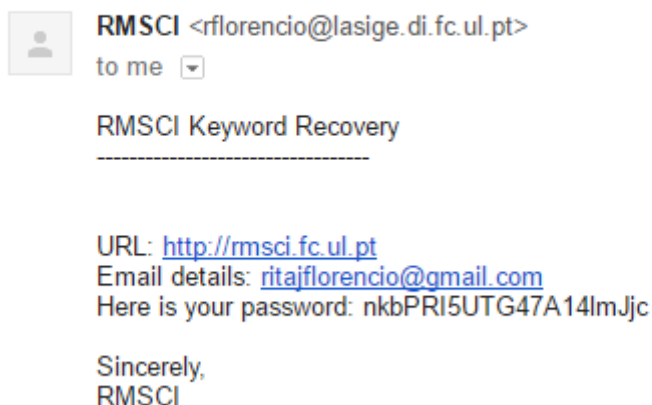 RMSCI <rflorencio@lasige.di.fc.ul.pt>
to me
RMSCI Keyword Recovery
----------------------------------
URL: http://rmsci.fc.ul.pt
Email details: ritajflorencio@gmail.com
Here is your password: nkbPRI5UTG47A14lmJjc
Sincerely,
RMSCI